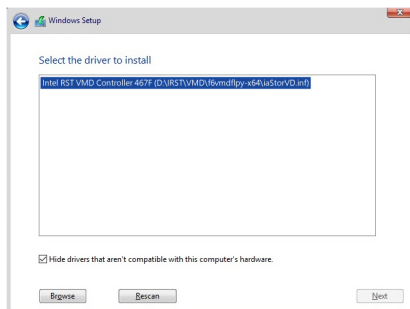 Windows Setup
Select the driver to install
Intel RST VMD Controller 467F (D:\IRST\VMD\f6vmdflpy-x64\iaStorVD.inf)
Hide drivers that aren't compatible with this computer's hardware.
Browse
Rescan
Next